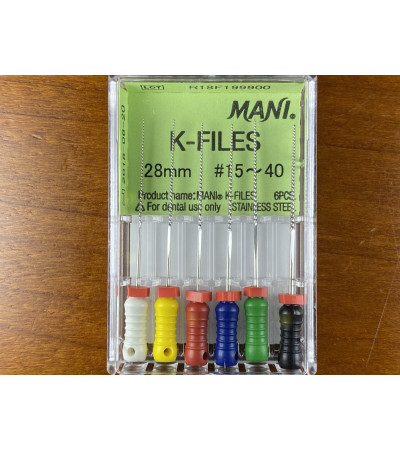 LOT R18F199900
MANI®
K-FILES
28mm #15~40
Product name: MANI® K-FILES 6PCS
⚠ For dental use only STAINLESS STEEL